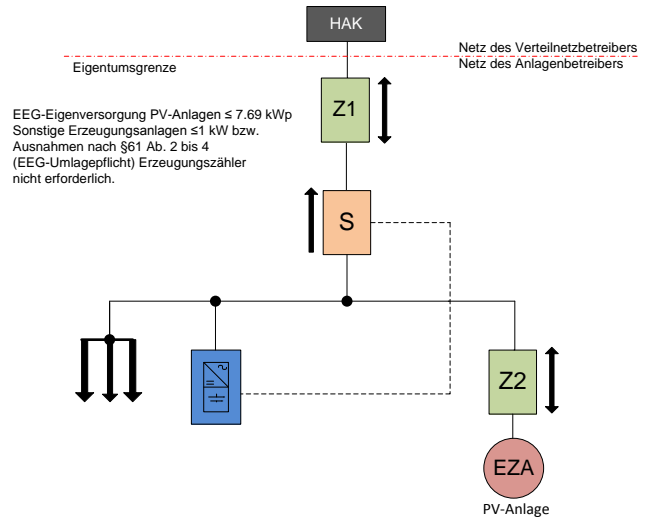 HAK
Netz des Verteilnetzbetreibers
Eigentumsgrenze
Netz des Anlagenbetreibers
Z1
EEG-Eigenversorgung PV-Anlagen ≤ 7.69 kWp
Sonstige Erzeugungsanlagen ≤1 kW bzw.
Ausnahmen nach §61 Ab. 2 bis 4
(EEG-Umlagepflicht) Erzeugungszähler
nicht erforderlich.
S
Z2
EZA
PV-Anlage